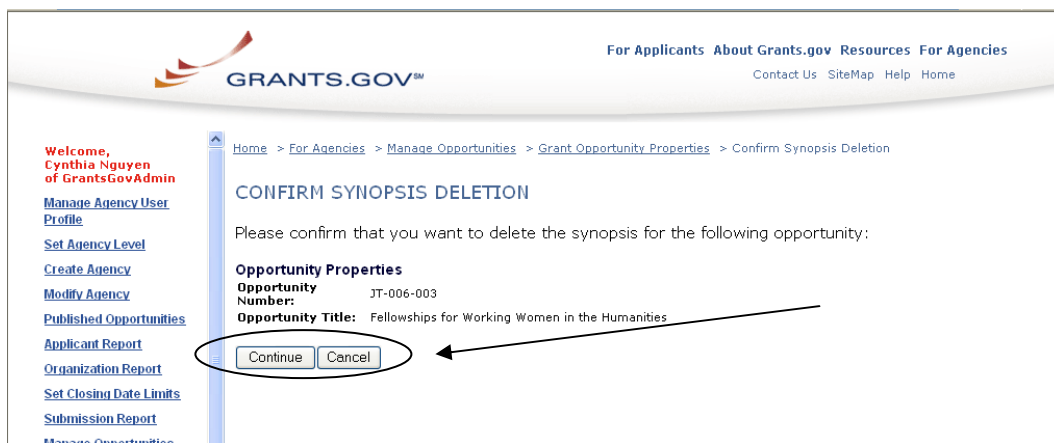 For Applicants About Grants.gov Resources For Agencies
GRANTS.GOV℠
Contact Us SiteMap Help Home
Welcome,
Cynthia Nguyen
of GrantsGovAdmin
Manage Agency User
Profile
Set Agency Level
Create Agency
Modify Agency
Published Opportunities
Applicant Report
Organization Report
Set Closing Date Limits
Submission Report
Manage Opportunities
Home > For Agencies > Manage Opportunities > Grant Opportunity Properties > Confirm Synopsis Deletion
CONFIRM SYNOPSIS DELETION
Please confirm that you want to delete the synopsis for the following opportunity:
Opportunity Properties
Opportunity
Number: JT-006-003
Opportunity Title: Fellowships for Working Women in the Humanities
Continue Cancel